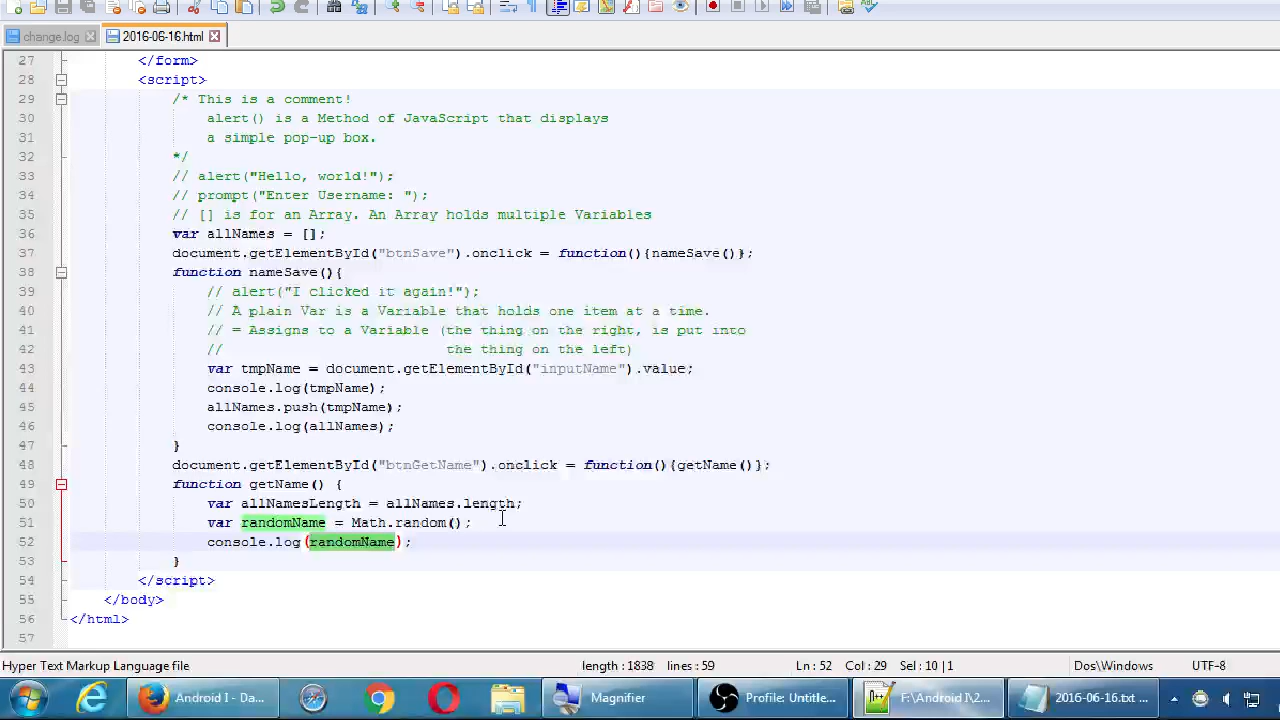 change.log 2016-06-16.html
27 </form>
28 <script>
29 /* This is a comment!
30 alert() is a Method of JavaScript that displays
31 a simple pop-up box.
32 */
33 // alert("Hello, world!");
34 // prompt("Enter Username: ");
35 // [] is for an Array. An Array holds multiple Variables
36 var allNames = [];
37 document.getElementById("btnSave").onclick = function(){nameSave()};
38 function nameSave(){
39 // alert("I clicked it again!");
40 // A plain Var is a Variable that holds one item at a time.
41 // = Assigns to a Variable (the thing on the right, is put into
42 // the thing on the left)
43 var tmpName = document.getElementById("inputName").value;
44 console.log(tmpName);
45 allNames.push(tmpName);
46 console.log(allNames);
47 }
48 document.getElementById("btnGetName").onclick = function(){getName()};
49 function getName() {
50 var allNamesLength = allNames.length;
51 var randomName = Math.random();
52 console.log(randomName);
53 }
54 </script>
55 </body>
56 </html>
57
Hyper Text Markup Language file length : 1838 lines : 59 Ln : 52 Col : 29 Sel : 10 | 1 Dos\Windows UTF-8
Android I - Da... Magnifier Profile: Untitle... F:\Android I\2... 2016-06-16.txt ...